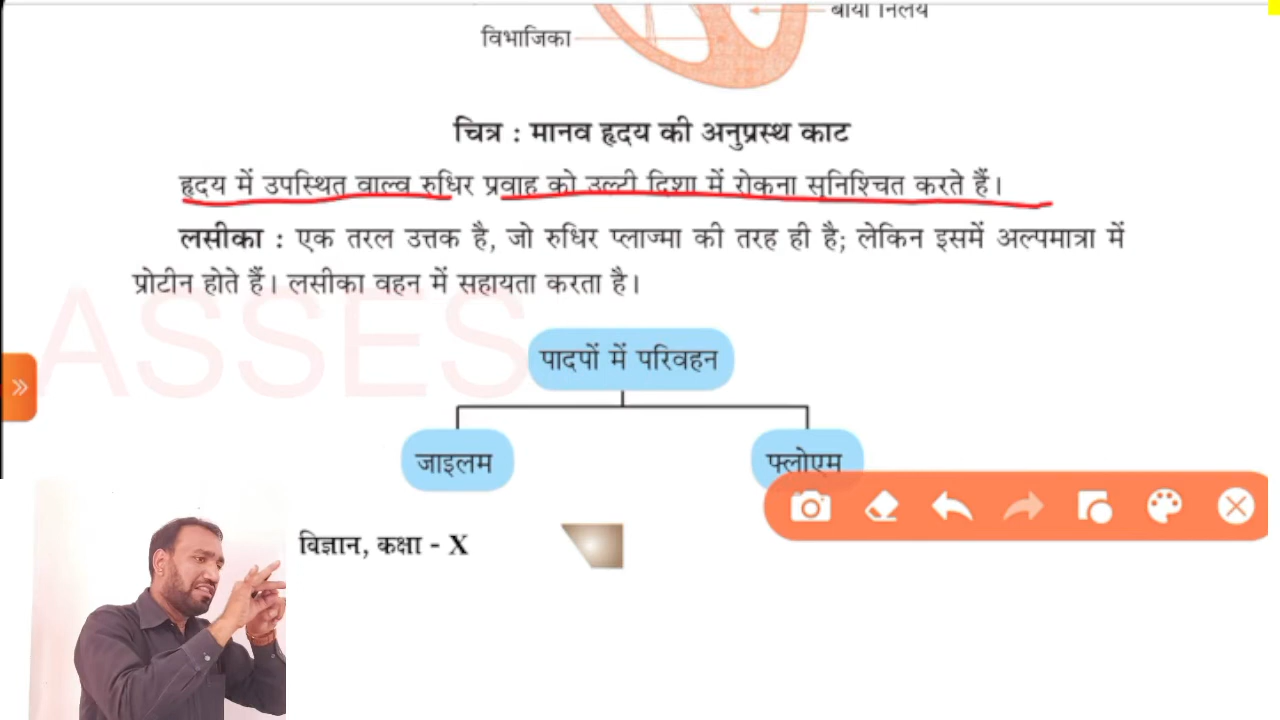 बायाँ निलय
विभाजिका
चित्र : मानव हृदय की अनुप्रस्थ काट
हृदय में उपस्थित वाल्व रुधिर प्रवाह को उल्टी दिशा में रोकना सुनिश्चित करते हैं।
लसीका : एक तरल उत्तक है, जो रुधिर प्लाज्मा की तरह ही है; लेकिन इसमें अल्पमात्रा में
प्रोटीन होते हैं। लसीका वहन में सहायता करता है।
ASSES
पादपों में परिवहन
जाइलम फ्लोएम
विज्ञान, कक्षा - X